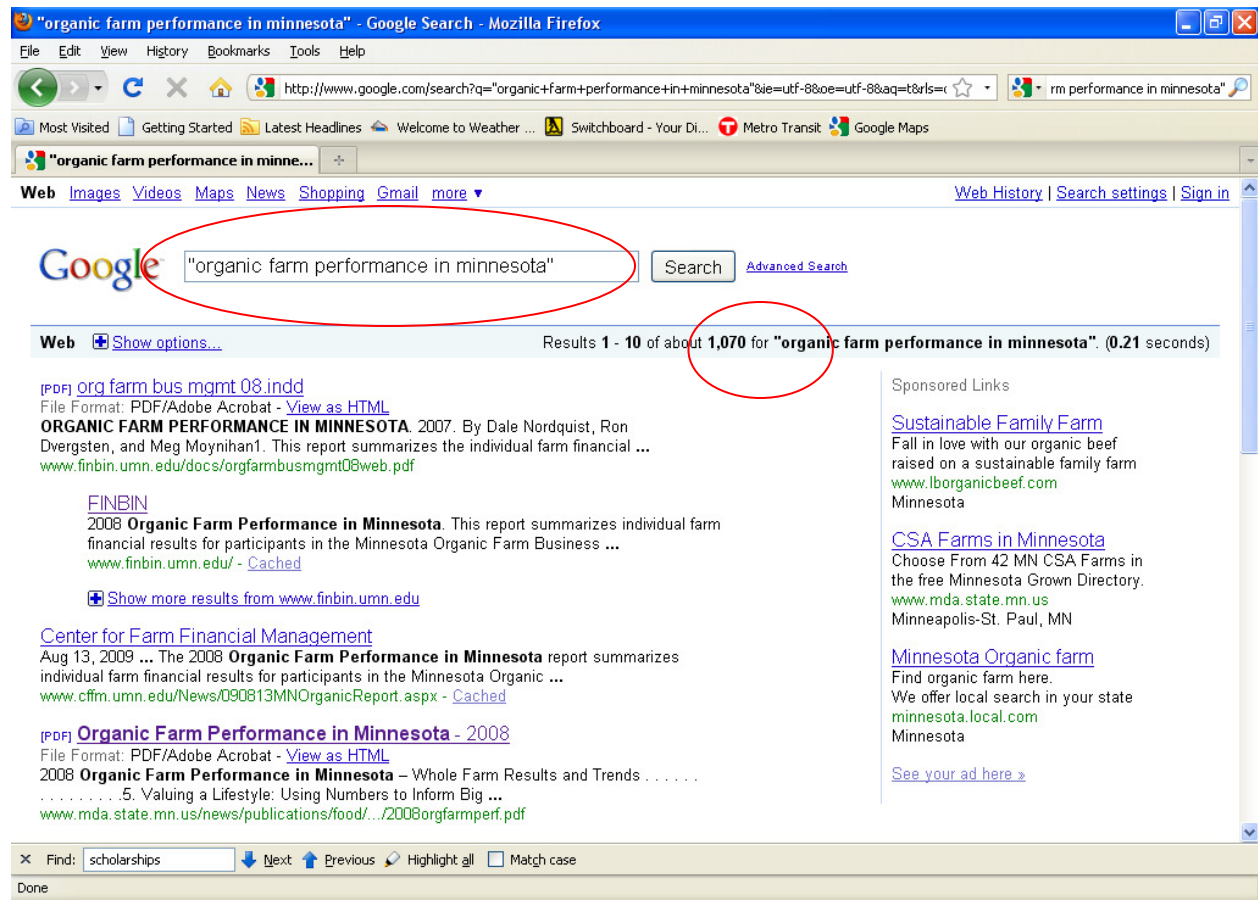 "organic farm performance in minnesota" - Google Search - Mozilla Firefox
File Edit View History Bookmarks Tools Help
http://www.google.com/search?q="organic+farm+performance+in+minnesota"&ie=utf-8&oe=utf-8&aq=t&rls=( rm performance in minnesota"
Most Visited Getting Started Latest Headlines Welcome to Weather ... Switchboard - Your Di... Metro Transit Google Maps
"organic farm performance in minne...
Web Images Videos Maps News Shopping Gmail more ▼ Web History | Search settings | Sign in
Google "organic farm performance in minnesota" Search Advanced Search
Web Show options... Results 1 - 10 of about 1,070 for "organic farm performance in minnesota". (0.21 seconds)
[PDF] org farm bus mgmt 08.indd
File Format: PDF/Adobe Acrobat - View as HTML
ORGANIC FARM PERFORMANCE IN MINNESOTA. 2007. By Dale Nordquist, Ron
Dvergsten, and Meg Moynihan1. This report summarizes the individual farm financial ...
www.finbin.umn.edu/docs/orgfarmbusmgmt08web.pdf
FINBIN
2008 Organic Farm Performance in Minnesota. This report summarizes individual farm
financial results for participants in the Minnesota Organic Farm Business ...
www.finbin.umn.edu/ - Cached
Show more results from www.finbin.umn.edu
Center for Farm Financial Management
Aug 13, 2009 ... The 2008 Organic Farm Performance in Minnesota report summarizes
individual farm financial results for participants in the Minnesota Organic ...
www.cffm.umn.edu/News/090813MNOrganicReport.aspx - Cached
[PDF] Organic Farm Performance in Minnesota - 2008
File Format: PDF/Adobe Acrobat - View as HTML
2008 Organic Farm Performance in Minnesota – Whole Farm Results and Trends . . . . . .
. . . . . . . . .5. Valuing a Lifestyle: Using Numbers to Inform Big ...
www.mda.state.mn.us/news/publications/food/.../2008orgfarmperf.pdf
Sponsored Links
Sustainable Family Farm
Fall in love with our organic beef
raised on a sustainable family farm
www.lborganicbeef.com
Minnesota
CSA Farms in Minnesota
Choose From 42 MN CSA Farms in
the free Minnesota Grown Directory.
www.mda.state.mn.us
Minneapolis-St. Paul, MN
Minnesota Organic farm
Find organic farm here.
We offer local search in your state
minnesota.local.com
Minnesota
See your ad here »
Find: scholarships Next Previous Highlight all Match case
Done